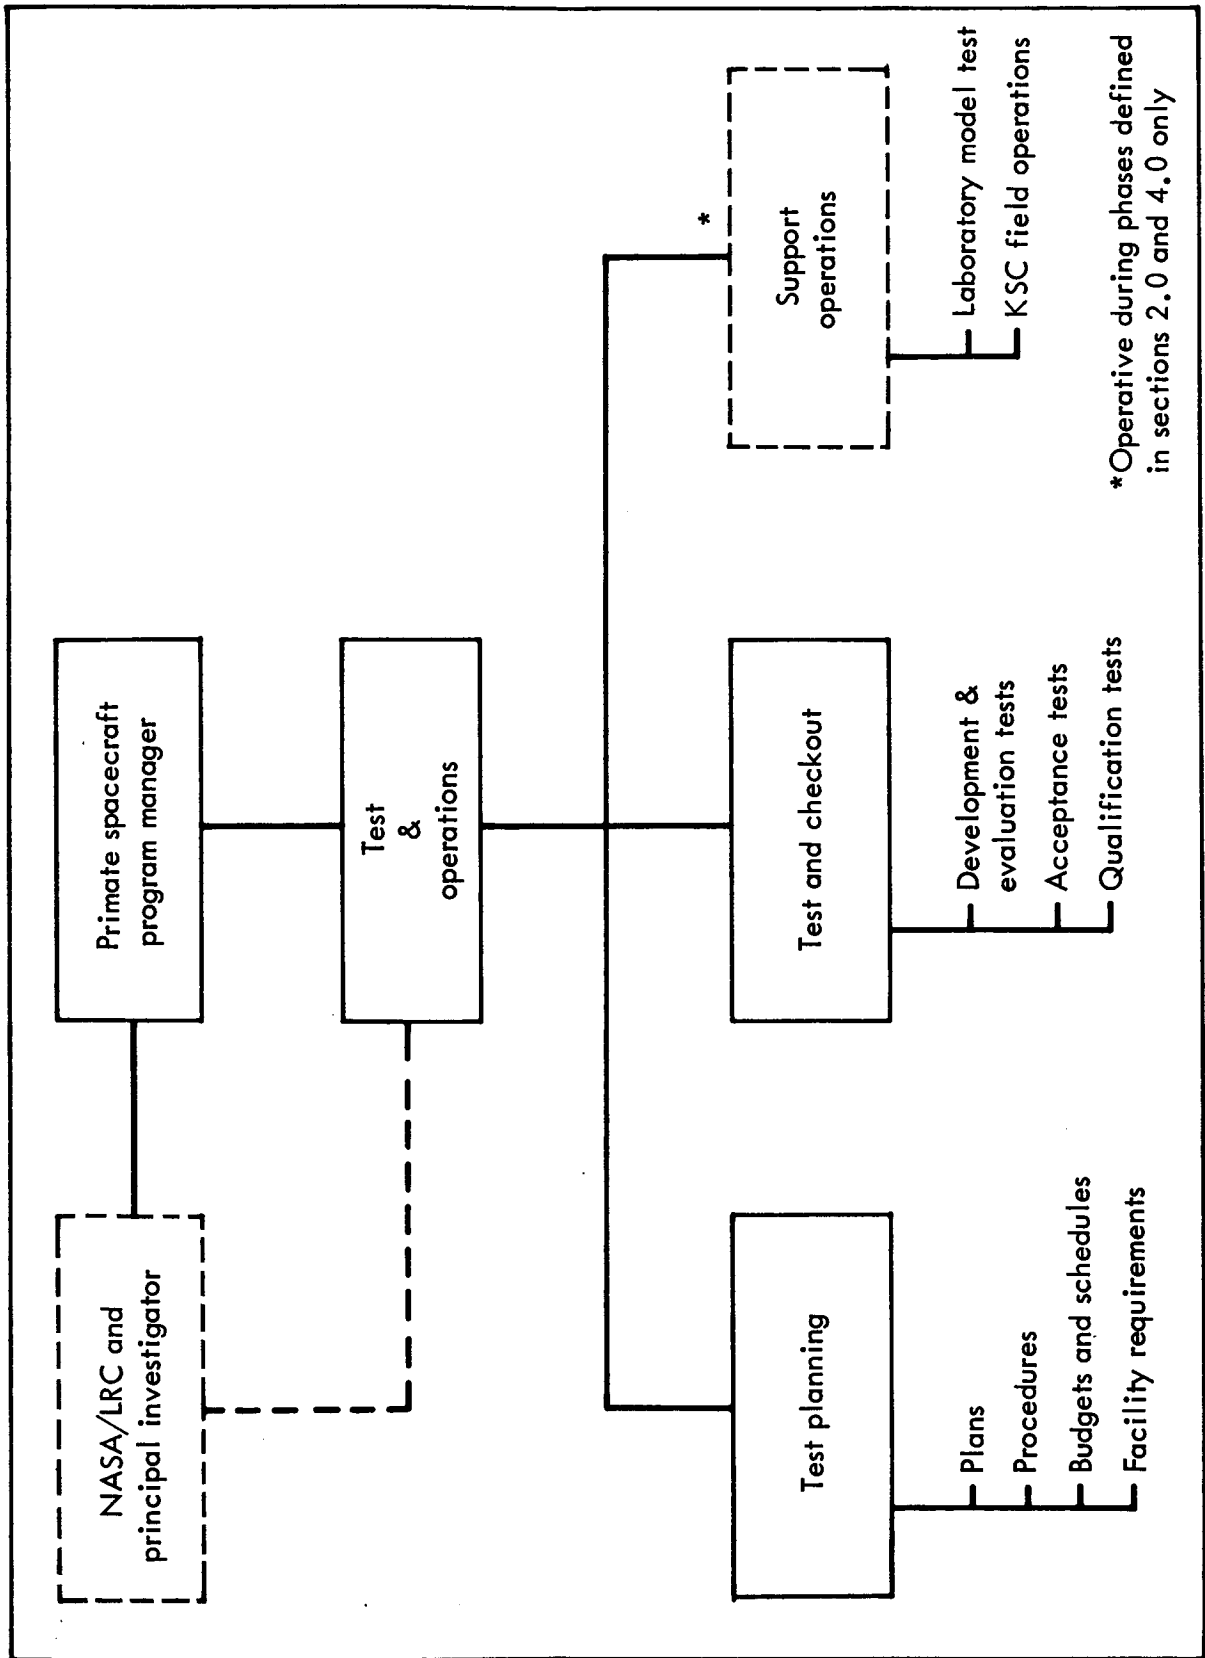 NASA/LRC and
principal investigator
Primate spacecraft
program manager
Test
&
operations
Test planning
Plans
Procedures
Budgets and schedules
Facility requirements
Test and checkout
Development &
evaluation tests
Acceptance tests
Qualification tests
*
Support
operations
Laboratory model test
KSC field operations
*Operative during phases defined
in sections 2.0 and 4.0 only